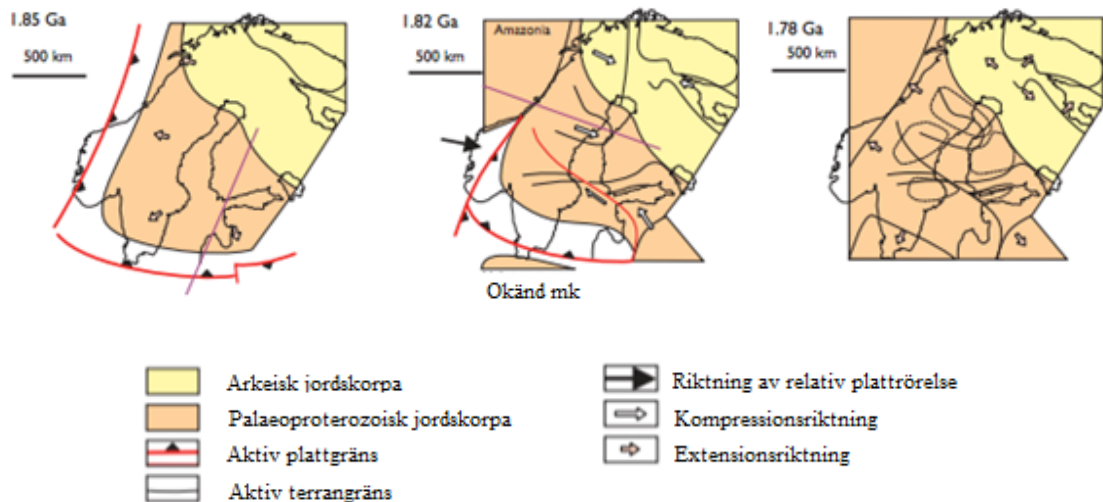 1.85 Ga
500 km
1.82 Ga
500 km
Amazonia
1.78 Ga
500 km
Okänd mk
Arkeisk jordskorpa
Palaeoproterozoisk jordskorpa
Aktiv plattgräns
Aktiv terrangräns
Riktning av relativ plattrörelse
Kompressionsriktning
Extensionsriktning